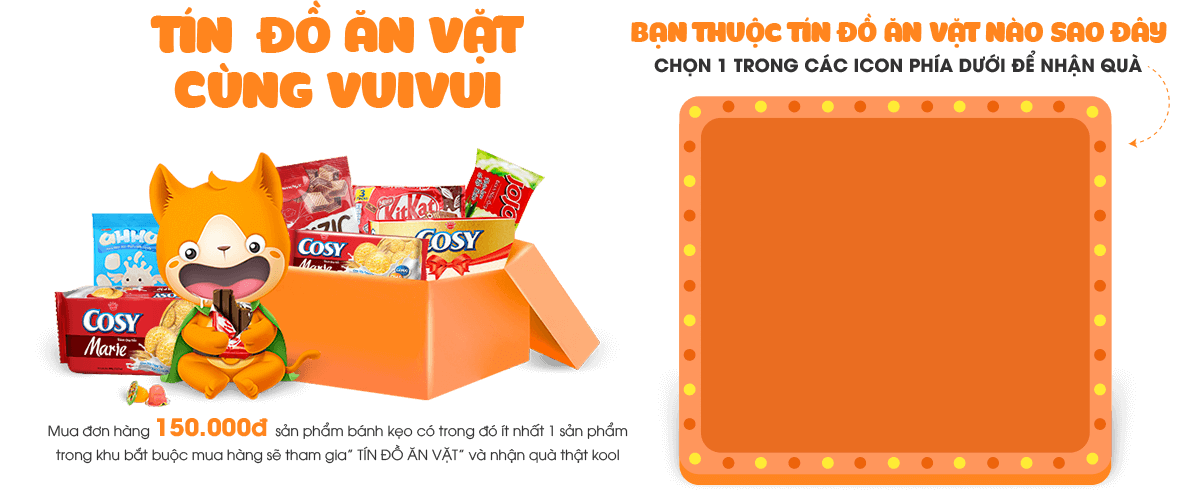 TÍN ĐỒ ĂN VẶT
CÙNG VUIVUI
BẠN THUỘC TÍN ĐỒ ĂN VẶT NÀO SAO ĐÂY
CHỌN 1 TRONG CÁC ICON PHÍA DƯỚI ĐỂ NHẬN QUÀ
KitKat
COSY
COSY
Marie
COSY
Marie
Mua đơn hàng 150.000đ sản phẩm bánh kẹo có trong đó ít nhất 1 sản phẩm
trong khu bắt buộc mua hàng sẽ tham gia” TÍN ĐỒ ĂN VẶT” và nhận quà thật kool